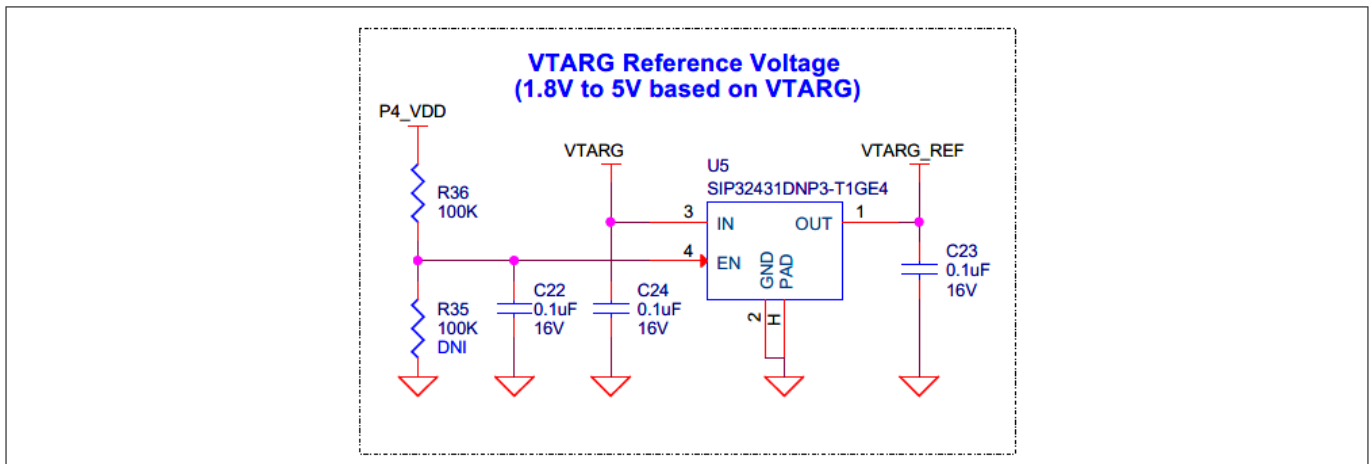 VTARG Reference Voltage
(1.8V to 5V based on VTARG)
P4_VDD
R36
100K
R35
100K
DNI
C22
0.1uF
16V
VTARG
C24
0.1uF
16V
U5
SIP32431DNP3-T1GE4
3
IN
OUT
1
4
EN
GND
PAD
2
H
VTARG_REF
C23
0.1uF
16V